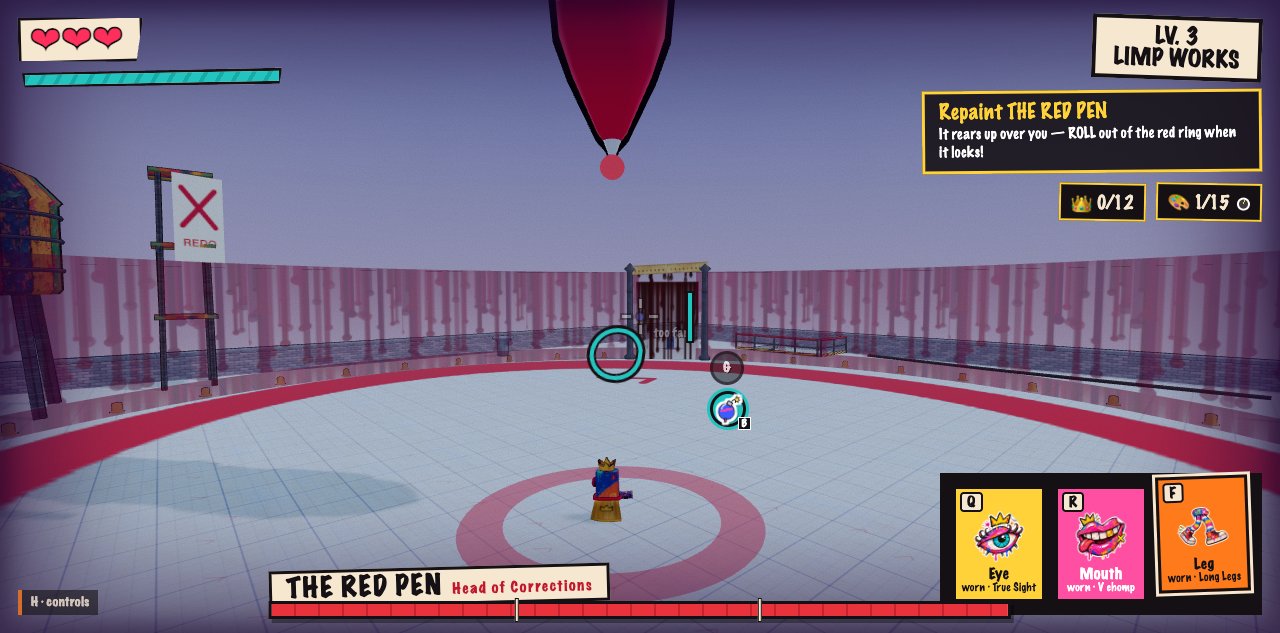 LV. 3
LIMP WORKS
Repaint THE RED PEN
It rears up over you — ROLL out of the red ring when
it locks!
0/12
1/15
REDO
too far
G
B
Q
Eye
worn · True Sight
R
Mouth
worn · Y chomp
F
Leg
worn · Long Legs
THE RED PEN Head of Corrections
H · controls